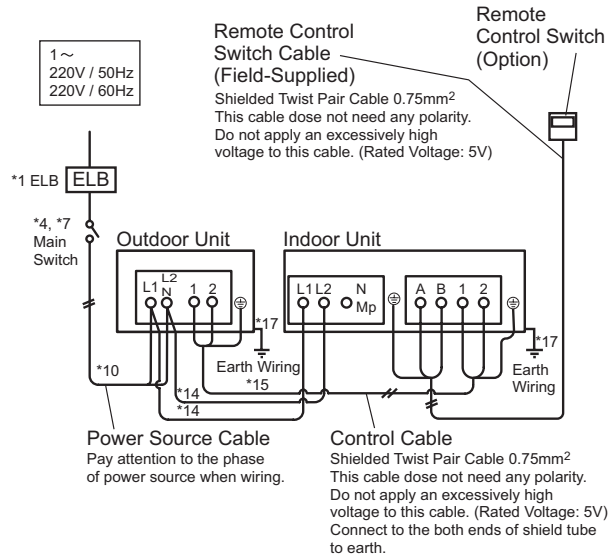 1～
220V / 50Hz
220V / 60Hz
Remote Control
Switch Cable
(Field-Supplied)
Shielded Twist Pair Cable 0.75mm²
This cable dose not need any polarity.
Do not apply an excessively high
voltage to this cable. (Rated Voltage: 5V)
Remote
Control Switch
(Option)
*1 ELB
ELB
*4, *7
Main
Switch
Outdoor Unit
L1 L2 N 1 2
Indoor Unit
L1 L2 N Mp
A B 1 2
*17
Earth Wiring
*17
Earth
Wiring
*10
*15
*14
*14
Power Source Cable
Pay attention to the phase
of power source when wiring.
Control Cable
Shielded Twist Pair Cable 0.75mm²
This cable dose not need any polarity.
Do not apply an excessively high
voltage to this cable. (Rated Voltage: 5V)
Connect to the both ends of shield tube
to earth.